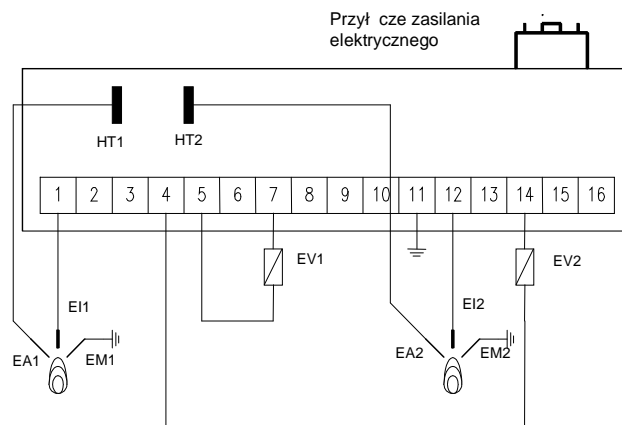 Przył cze zasilania
elektrycznego
HT1 HT2
1 2 3 4 5 6 7 8 9 10 11 12 13 14 15 16
EV1 EV2
EI1 EI2
EA1 EM1 EA2 EM2